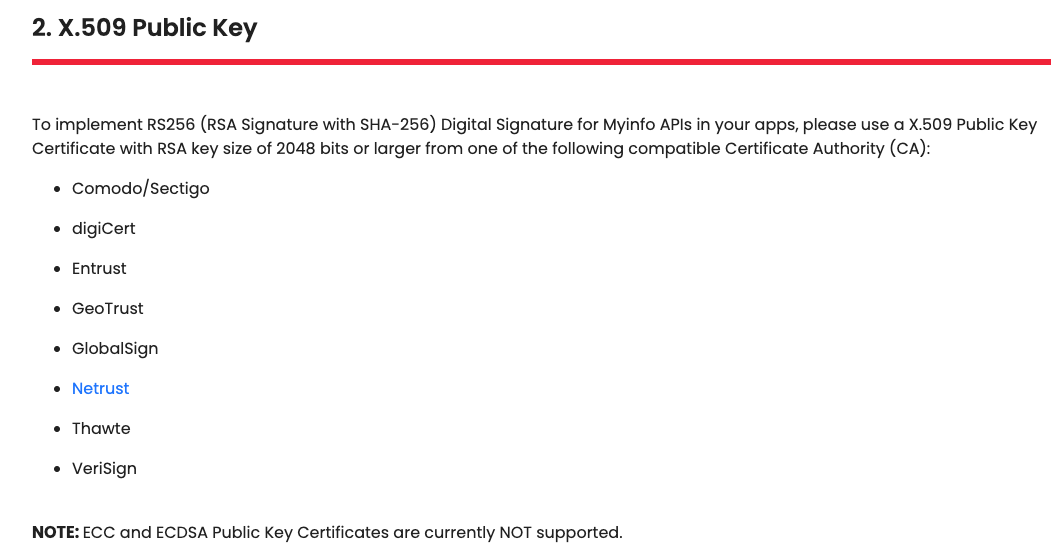 2. X.509 Public Key
To implement RS256 (RSA Signature with SHA-256) Digital Signature for Myinfo APIs in your apps, please use a X.509 Public Key
Certificate with RSA key size of 2048 bits or larger from one of the following compatible Certificate Authority (CA):
• Comodo/Sectigo
• digiCert
• Entrust
• GeoTrust
• GlobalSign
• Netrust
• Thawte
• VeriSign
NOTE: ECC and ECDSA Public Key Certificates are currently NOT supported.